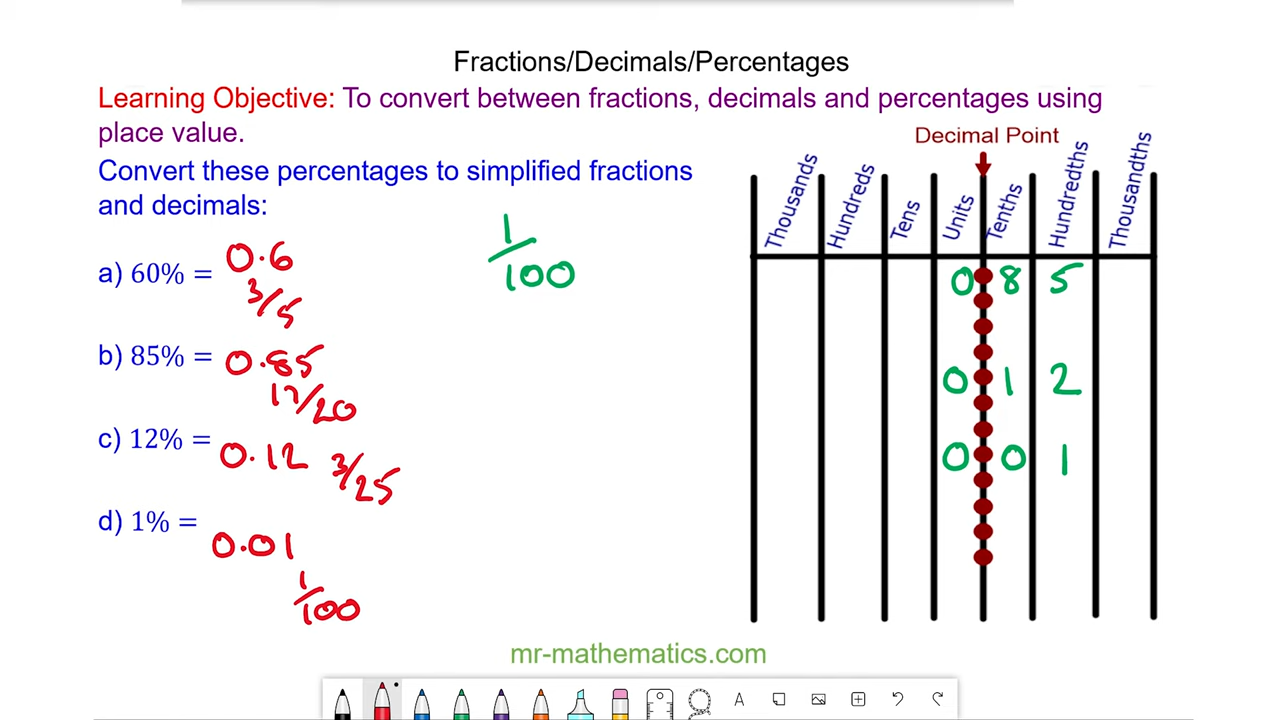 Fractions/Decimals/Percentages
Learning Objective: To convert between fractions, decimals and percentages using
place value.
Decimal Point
Convert these percentages to simplified fractions
and decimals:
Thousands Hundreds Tens Units Tenths Hundredths Thousandths
1/100
a) 60% = 0.6
3/5
b) 85% = 0.85
17/20
c) 12% = 0.12 3/25
d) 1% = 0.01
1/100
0 8 5
0 1 2
0 0 1
mr-mathematics.com
A